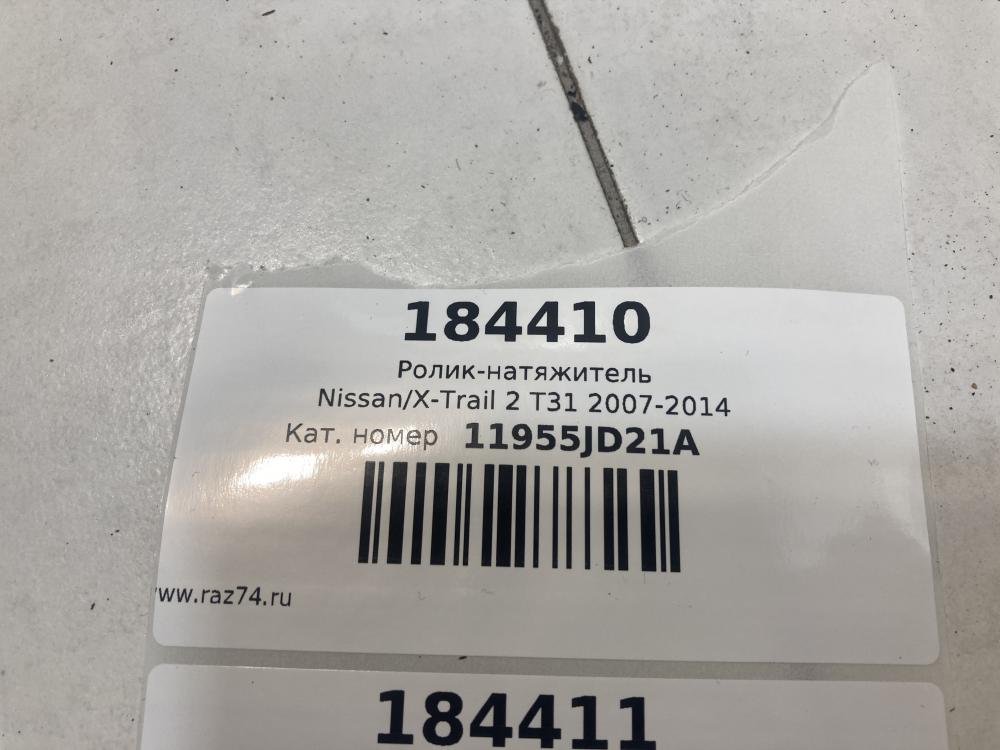 184410
Ролик-натяжитель
Nissan/X-Trail 2 T31 2007-2014
Кат. номер 11955JD21A
www.raz74.ru
184411